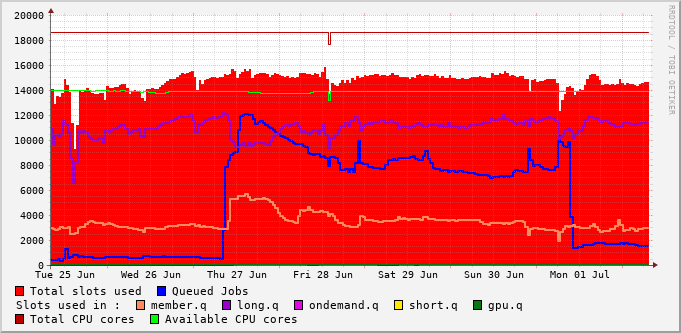 20000
18000
16000
14000
12000
10000
8000
6000
4000
2000
0
Tue 25 Jun Wed 26 Jun Thu 27 Jun Fri 28 Jun Sat 29 Jun Sun 30 Jun Mon 01 Jul
Total slots used Queued Jobs
Slots used in : member.q long.q ondemand.q short.q gpu.q
Total CPU cores Available CPU cores
RRDTOOL / TOBI OETIKER